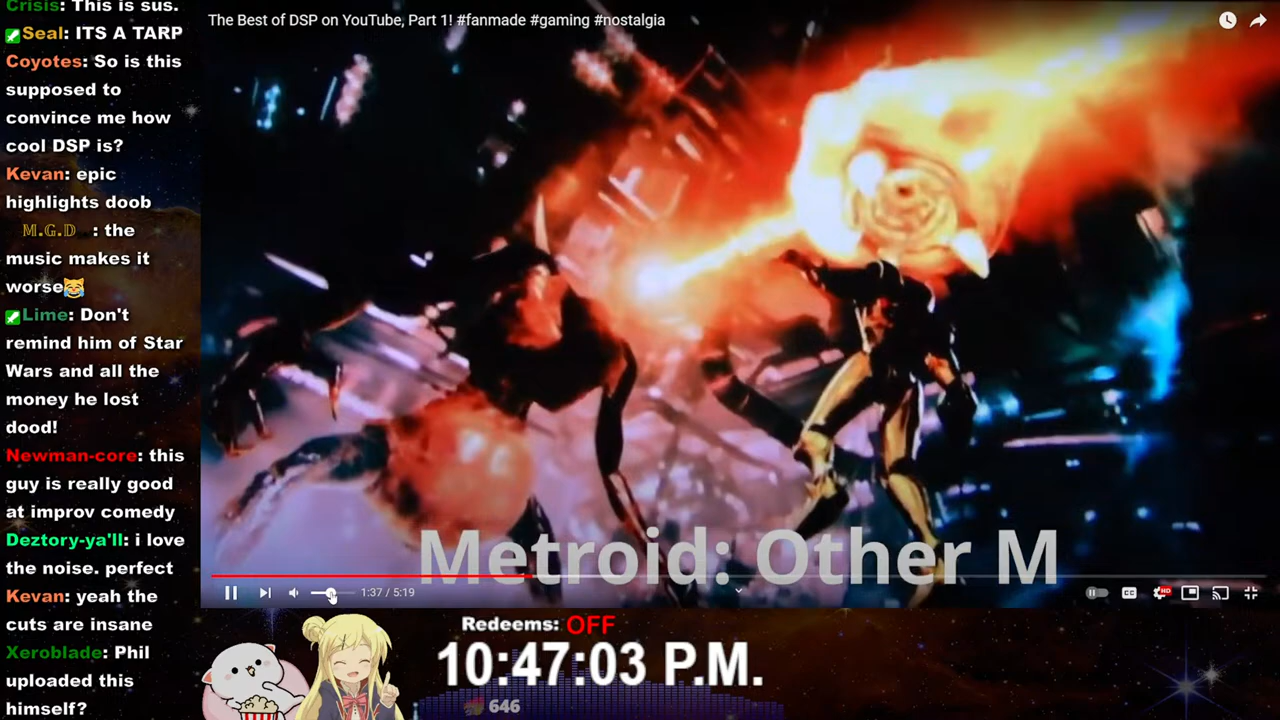 Crisis: This is sus.
Seal: ITS A TARP
Coyotes: So is this
supposed to
convince me how
cool DSP is?
Kevan: epic
highlights doob
M.G.D : the
music makes it
worse
Lime: Don't
remind him of Star
Wars and all the
money he lost
dood!
Newman-core: this
guy is really good
at improv comedy
Deztory-ya'll: i love
the noise. perfect
Kevan: yeah the
cuts are insane
Xeroblade: Phil
uploaded this
himself?
The Best of DSP on YouTube, Part 1! #fanmade #gaming #nostalgia
Metroid: Other M
1:37 / 5:19
CC
HD
Redeems: OFF
10:47:03 P.M.
646